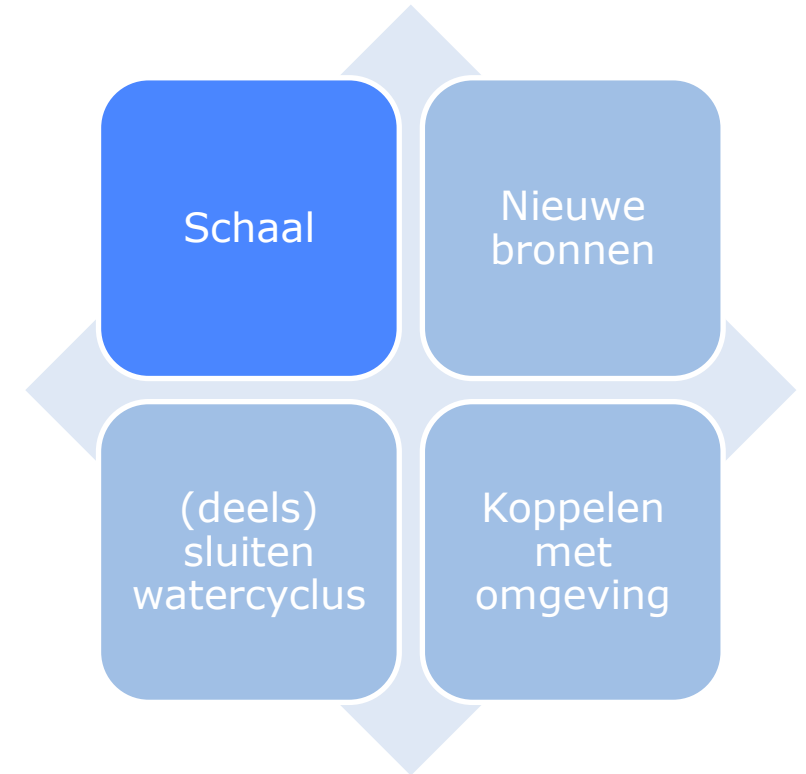 Schaal
Nieuwe
bronnen
(deels)
sluiten
watercyclus
Koppelen
met
omgeving